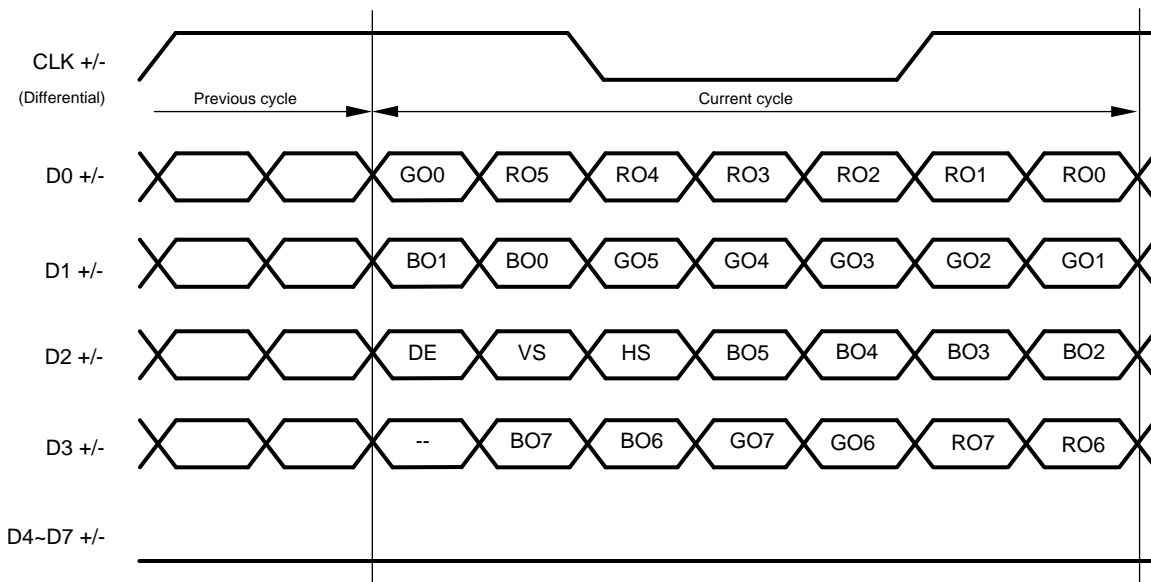 CLK +/-
(Differential)
Previous cycle
Current cycle
D0 +/-
GO0 RO5 RO4 RO3 RO2 RO1 RO0
D1 +/-
BO1 BO0 GO5 GO4 GO3 GO2 GO1
D2 +/-
DE VS HS BO5 BO4 BO3 BO2
D3 +/-
-- BO7 BO6 GO7 GO6 RO7 RO6
D4~D7 +/-